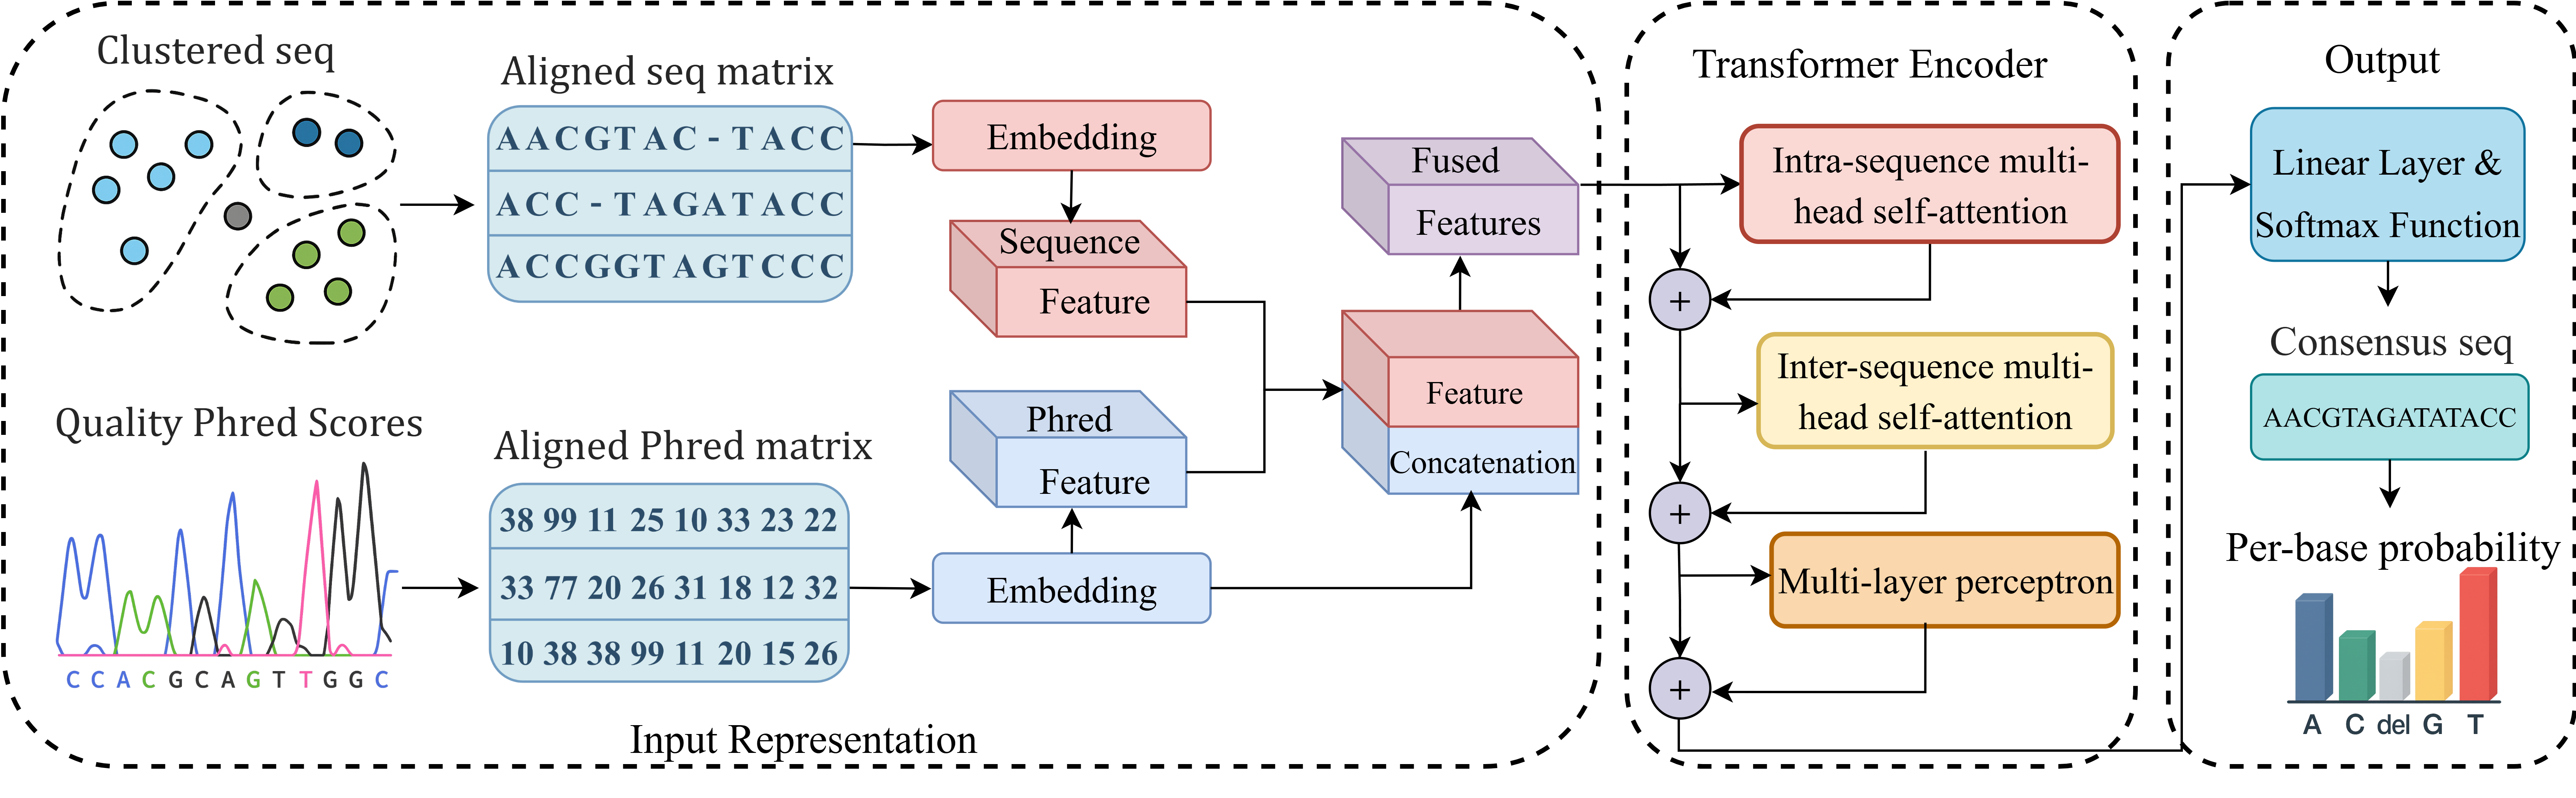 Clustered seq
Aligned seq matrix
AACGTAC - TACC
ACC - TAGATACC
ACCGGTAGTCCC
Quality Phred Scores
C C A C G C A G T T G G C
Aligned Phred matrix
38 99 11 25 10 33 23 22
33 77 20 26 31 18 12 32
10 38 38 99 11 20 15 26
Embedding
Sequence
Feature
Phred
Feature
Embedding
Fused
Features
Feature
Concatenation
Input Representation
Transformer Encoder
Intra-sequence multi-
head self-attention
+
Inter-sequence multi-
head self-attention
+
Multi-layer perceptron
+
Output
Linear Layer &
Softmax Function
Consensus seq
AACGTAGATATACC
Per-base probability
A C del G T